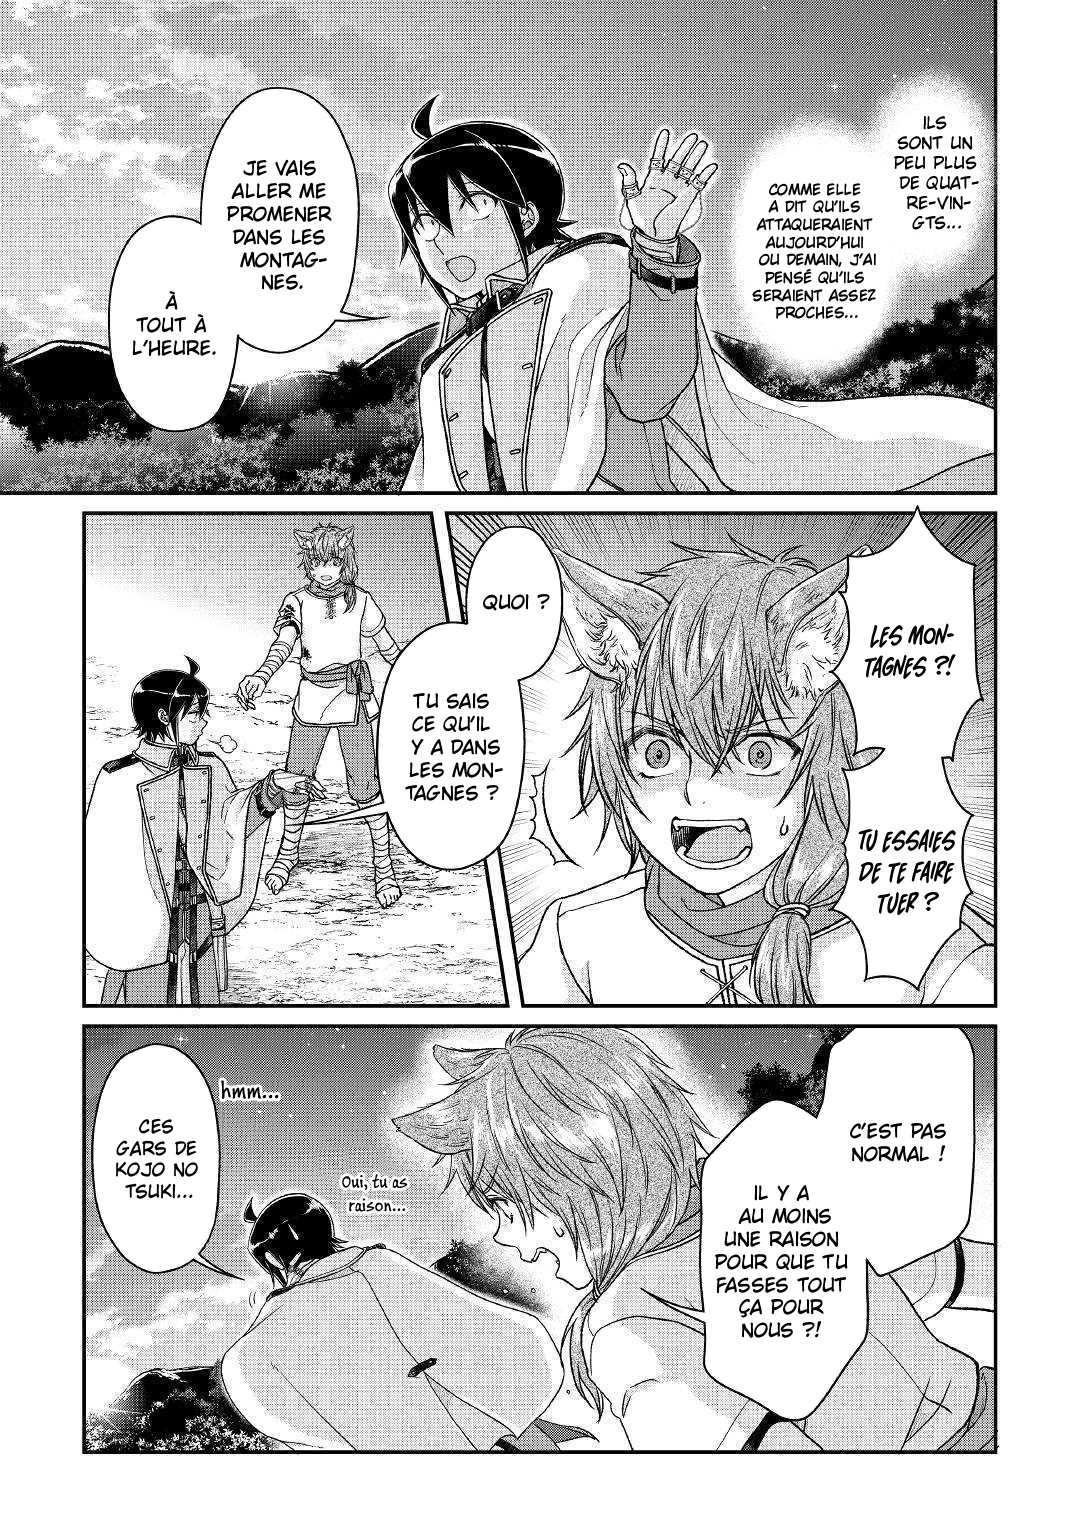 ILS
SONT UN
PEU PLUS
DE QUAT-
RE-VIN-
GTS...
COMME ELLE
A DIT QU'ILS
ATTAQUERAIENT
AUJOURD'HUI
OU DEMAIN, J'AI
PENSÉ QU'ILS
SERAIENT ASSEZ
PROCHES...
JE VAIS
ALLER ME
PROMENER
DANS LES
MONTAG-
NES.
À
TOUT À
L'HEURE.
LES MON-
TAGNES ?!
TU ESSAIES
DE TE FAIRE
TUER ?
QUOI ?
TU SAIS
CE QU'IL
Y A DANS
LES MON-
TAGNES ?
C'EST PAS
NORMAL !
IL Y A
AU MOINS
UNE RAISON
POUR QUE TU
FASSES TOUT
ÇA POUR
NOUS ?!
Oui, tu as
raison...
hmm...
CES
GARS DE
KOJO NO
TSUKI...